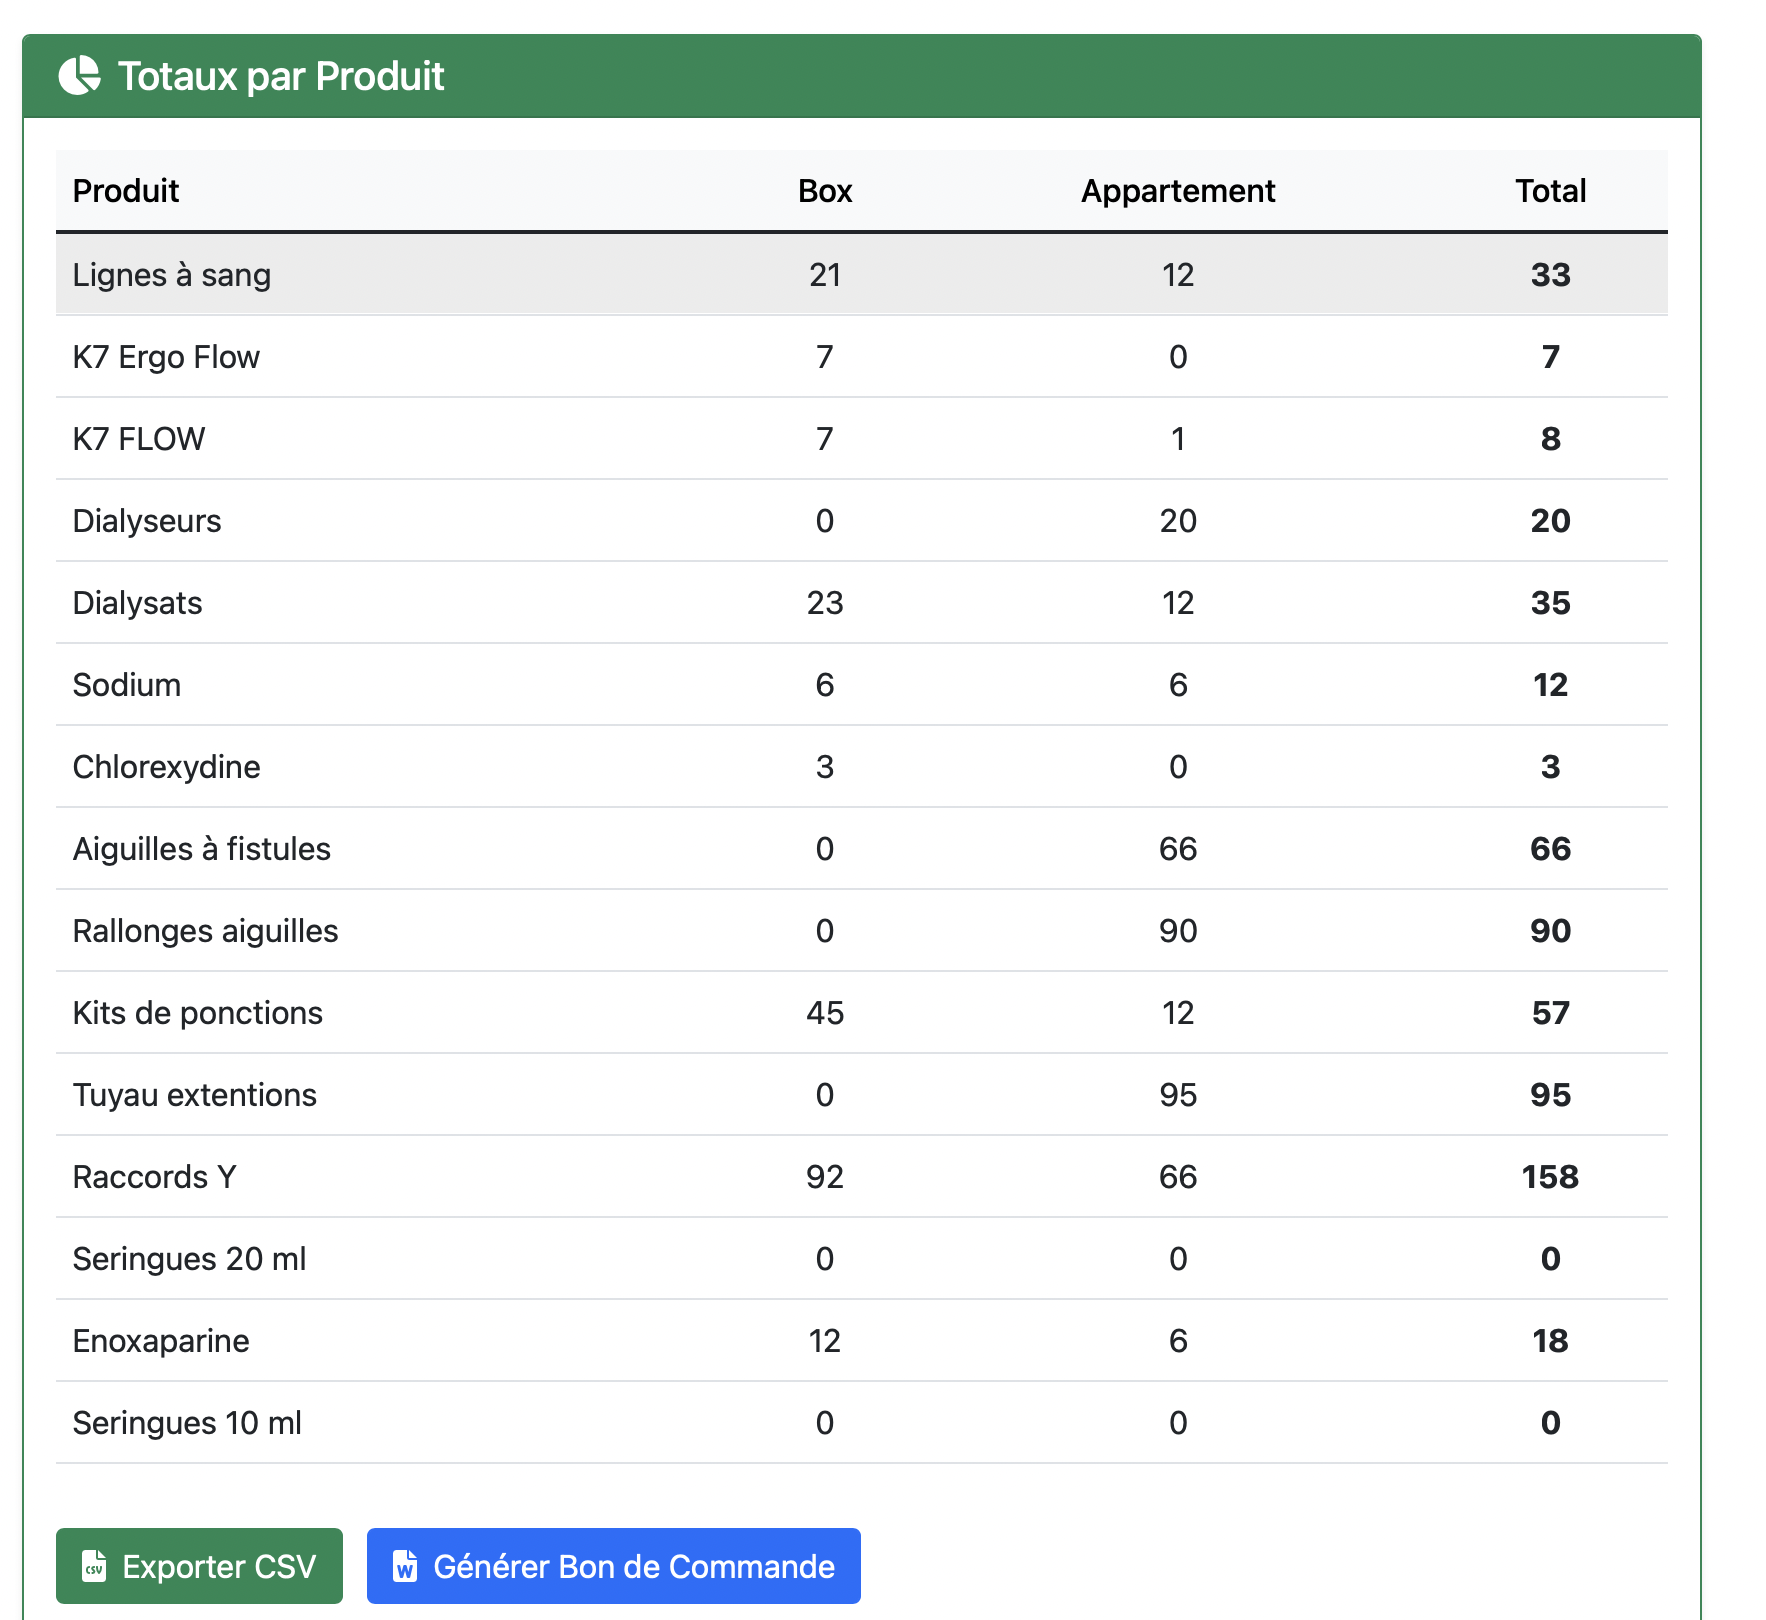 Totaux par Produit
Produit Box Appartement Total
Lignes à sang 21 12 33
K7 Ergo Flow 7 0 7
K7 FLOW 7 1 8
Dialyseurs 0 20 20
Dialysats 23 12 35
Sodium 6 6 12
Chlorexydine 3 0 3
Aiguilles à fistules 0 66 66
Rallonges aiguilles 0 90 90
Kits de ponctions 45 12 57
Tuyau extentions 0 95 95
Raccords Y 92 66 158
Seringues 20 ml 0 0 0
Enoxaparine 12 6 18
Seringues 10 ml 0 0 0
CSV Exporter CSV W Générer Bon de Commande